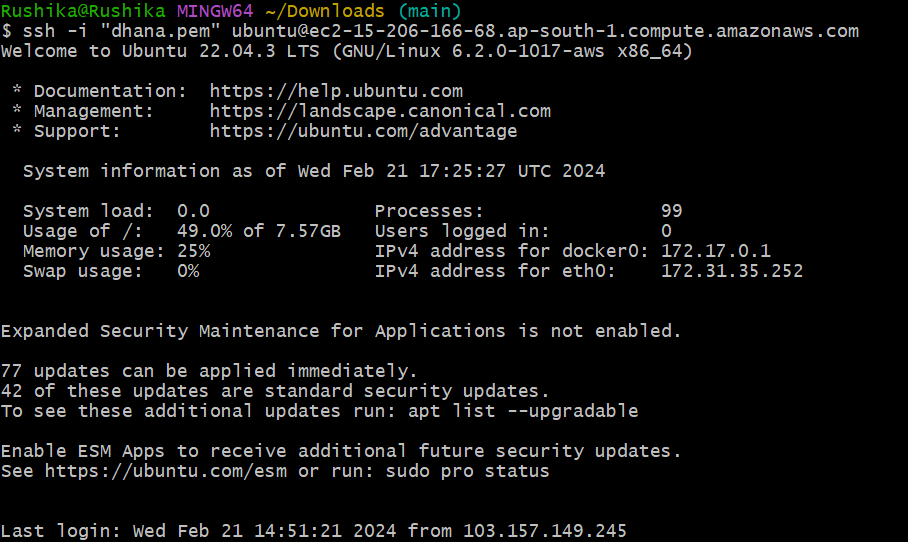 Rushika@Rushika MINGW64 ~/Downloads (main)
$ ssh -i "dhana.pem" ubuntu@ec2-15-206-166-68.ap-south-1.compute.amazonaws.com
Welcome to Ubuntu 22.04.3 LTS (GNU/Linux 6.2.0-1017-aws x86_64)

 * Documentation:  https://help.ubuntu.com
 * Management:     https://landscape.canonical.com
 * Support:        https://ubuntu.com/advantage

  System information as of Wed Feb 21 17:25:27 UTC 2024

  System load:  0.0               Processes:                99
  Usage of /:   49.0% of 7.57GB   Users logged in:          0
  Memory usage: 25%               IPv4 address for docker0: 172.17.0.1
  Swap usage:   0%                IPv4 address for eth0:    172.31.35.252

Expanded Security Maintenance for Applications is not enabled.

77 updates can be applied immediately.
42 of these updates are standard security updates.
To see these additional updates run: apt list --upgradable

Enable ESM Apps to receive additional future security updates.
See https://ubuntu.com/esm or run: sudo pro status

Last login: Wed Feb 21 14:51:21 2024 from 103.157.149.245